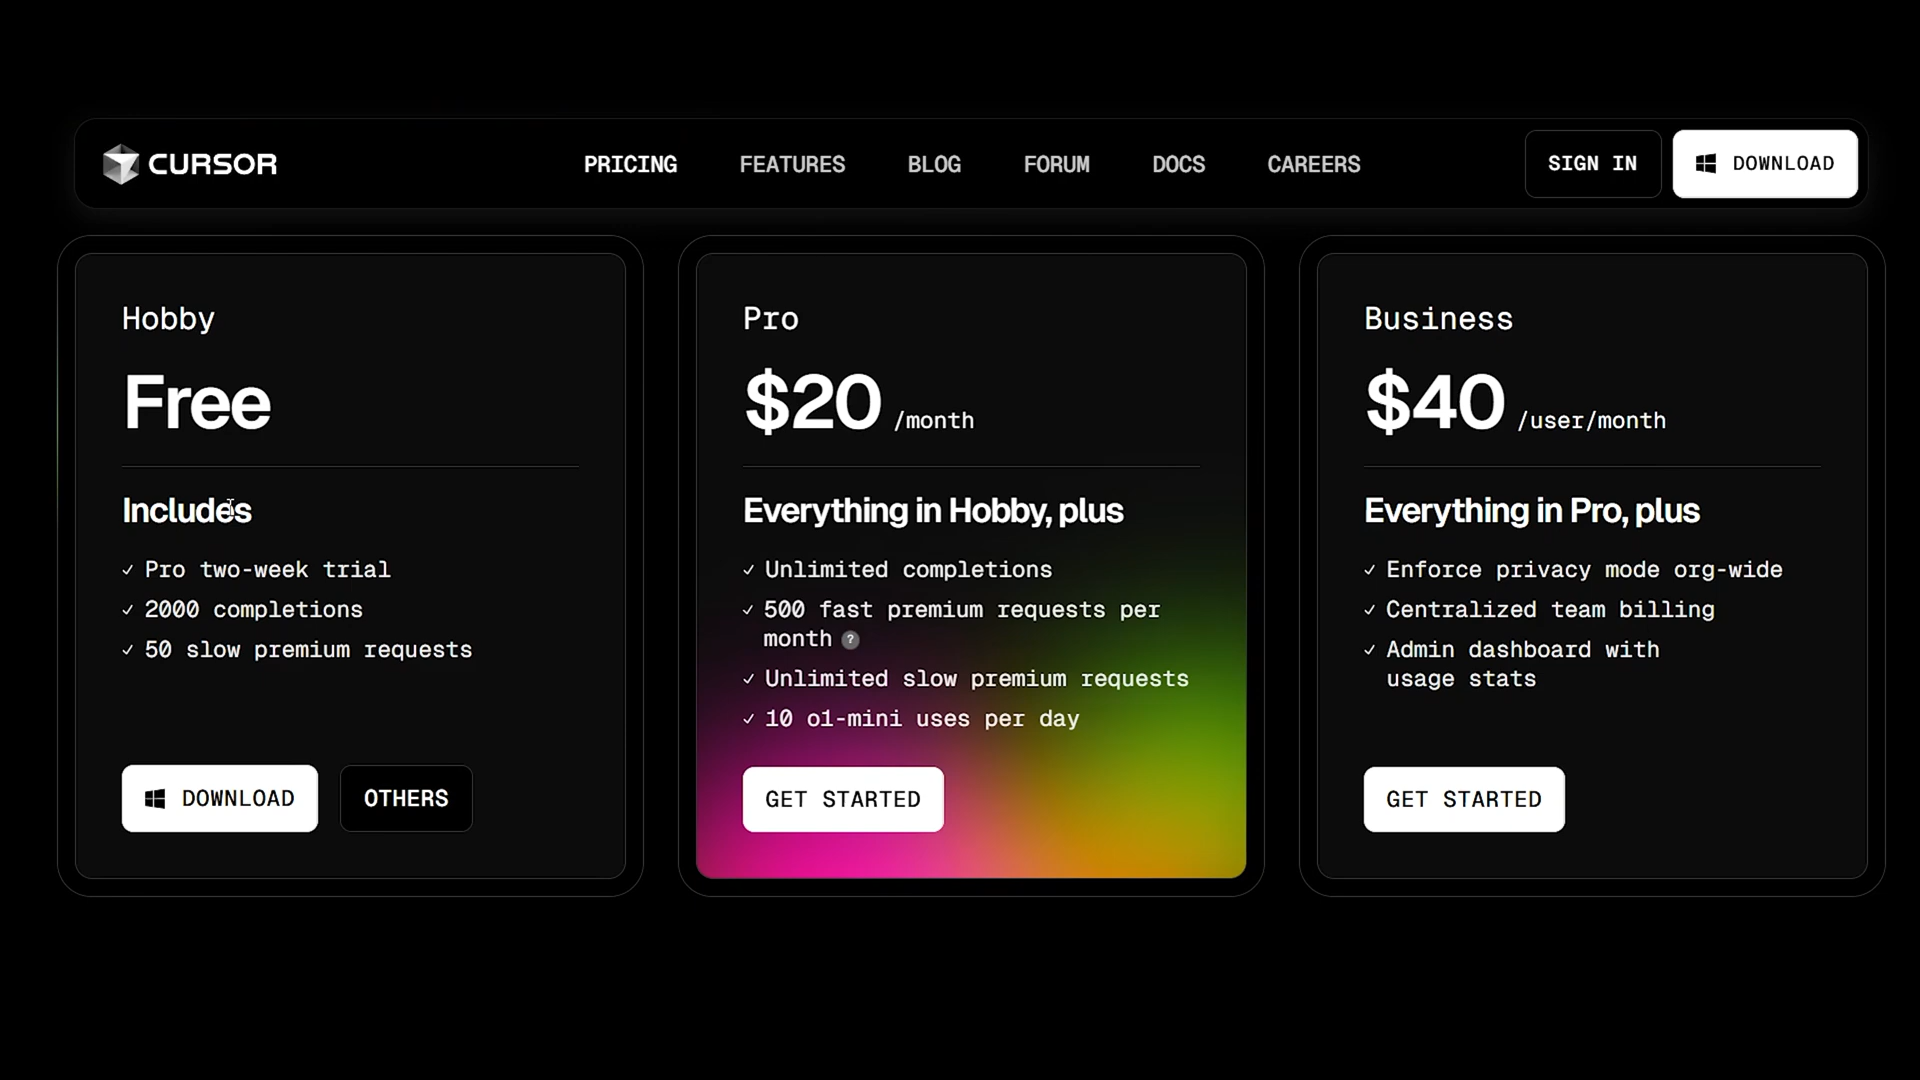 CURSOR
PRICING
FEATURES
BLOG
FORUM
DOCS
CAREERS
SIGN IN
DOWNLOAD
Hobby
Free
Includes
✓ Pro two-week trial
✓ 2000 completions
✓ 50 slow premium requests
DOWNLOAD
OTHERS
Pro
$20 /month
Everything in Hobby, plus
✓ Unlimited completions
✓ 500 fast premium requests per
month ?
✓ Unlimited slow premium requests
✓ 10 o1-mini uses per day
GET STARTED
Business
$40 /user/month
Everything in Pro, plus
✓ Enforce privacy mode org-wide
✓ Centralized team billing
✓ Admin dashboard with
usage stats
GET STARTED